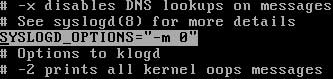 # -x disables DNS lookups on messages
# See syslogd(8) for more details
SYSLOGD_OPTIONS="-m 0"
# Options to klogd
# -2 prints all kernel oops messages